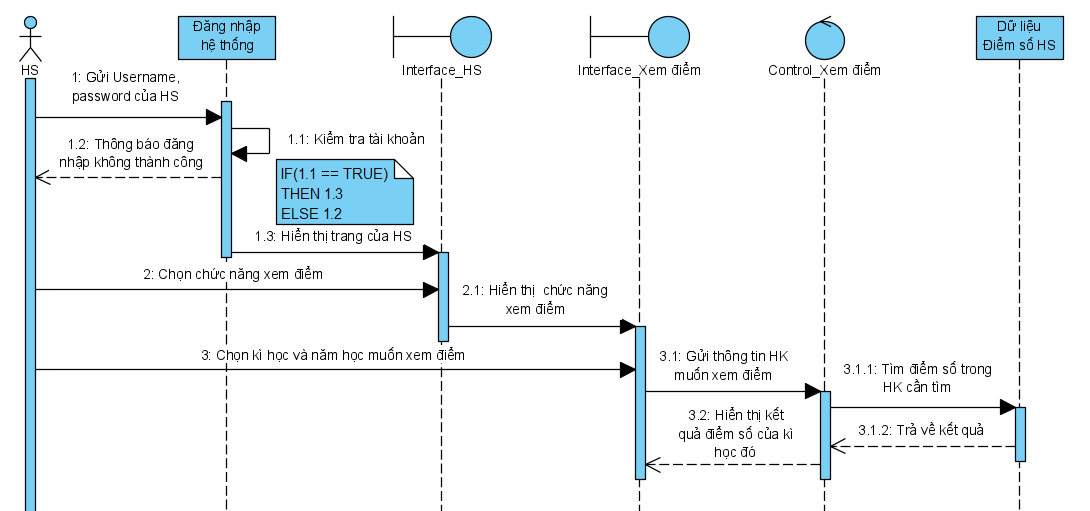 Đăng nhập
hệ thống
Dữ liệu
Điểm số HS
HS
Interface_HS
Interface_Xem điểm
Control_Xem điểm
1: Gửi Username,
password của HS
1.1: Kiểm tra tài khoản
1.2: Thông báo đăng
nhập không thành công
IF(1.1 == TRUE)
THEN 1.3
ELSE 1.2
1.3: Hiển thị trang của HS
2: Chọn chức năng xem điểm
2.1: Hiển thị chức năng
xem điểm
3: Chọn kì học và năm học muốn xem điểm
3.1: Gửi thông tin HK
muốn xem điểm
3.1.1: Tìm điểm số trong
HK cần tìm
3.1.2: Trả về kết quả
3.2: Hiển thị kết
quả điểm số của kì
học đó